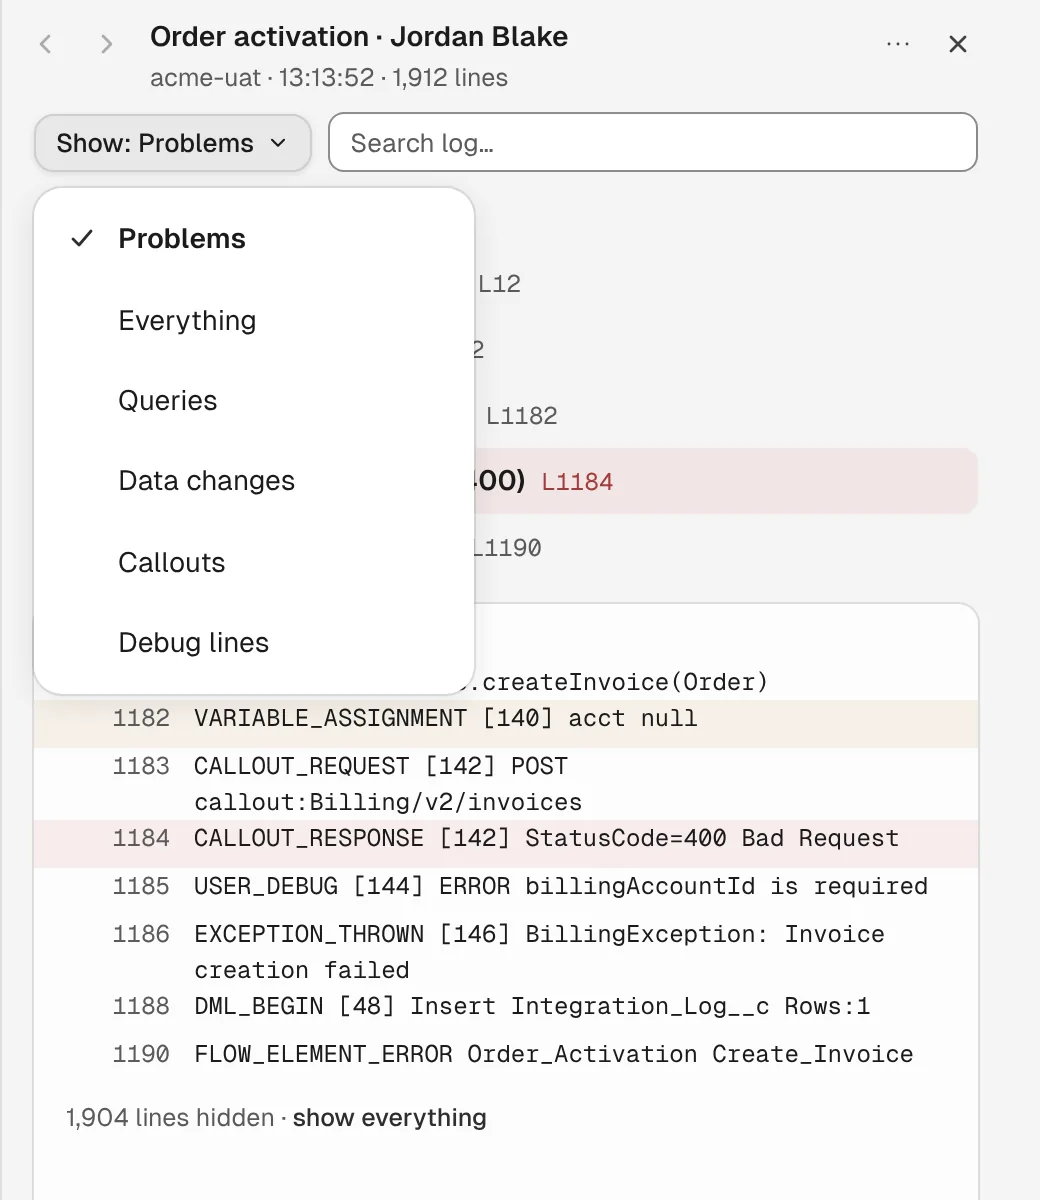 Order activation · Jordan Blake
acme-uat · 13:13:52 · 1,912 lines
Show: Problems
Search log…
Problems
Everything
Queries
Data changes
Callouts
Debug lines
L12
2
L1182
400) L1184
L1190
.createInvoice(Order)
1182 VARIABLE_ASSIGNMENT [140] acct null
1183 CALLOUT_REQUEST [142] POST
callout:Billing/v2/invoices
1184 CALLOUT_RESPONSE [142] StatusCode=400 Bad Request
1185 USER_DEBUG [144] ERROR billingAccountId is required
1186 EXCEPTION_THROWN [146] BillingException: Invoice
creation failed
1188 DML_BEGIN [48] Insert Integration_Log__c Rows:1
1190 FLOW_ELEMENT_ERROR Order_Activation Create_Invoice
1,904 lines hidden · show everything